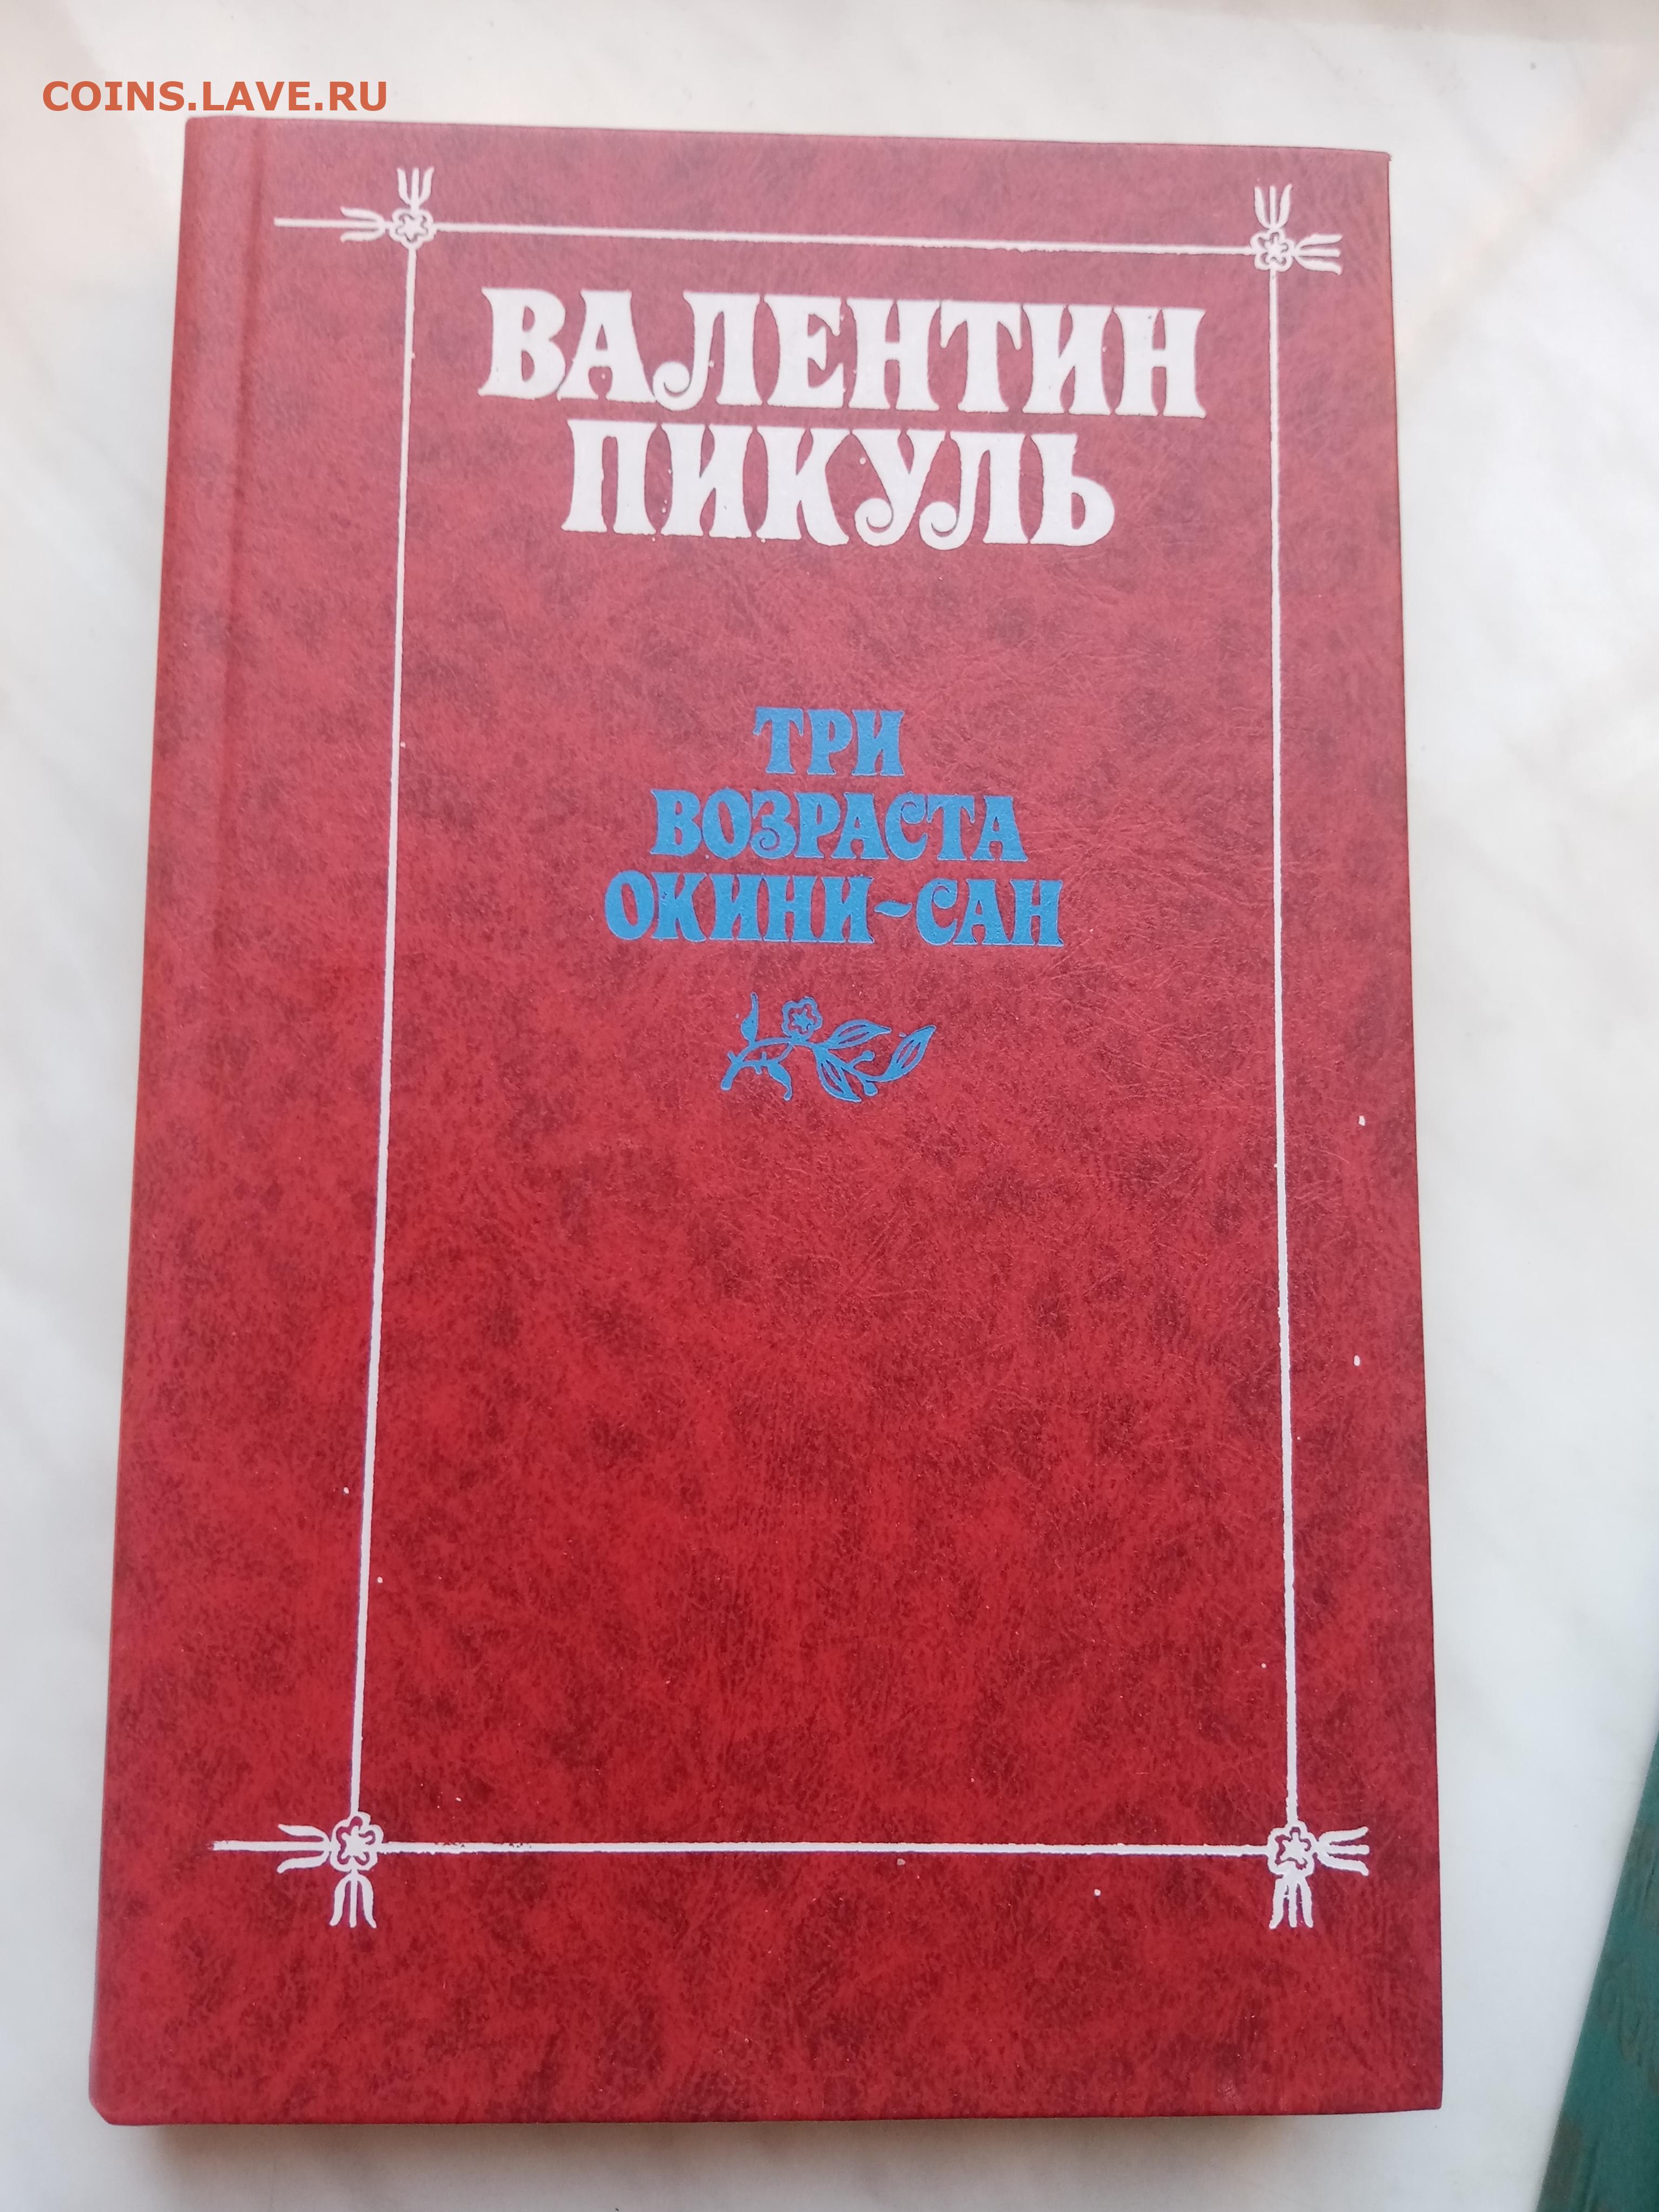 COINS.LAVE.RU
ВАЛЕНТИН
ПИКУЛЬ
ТРИ
ВОЗРАСТА
ОКИНИ-САН